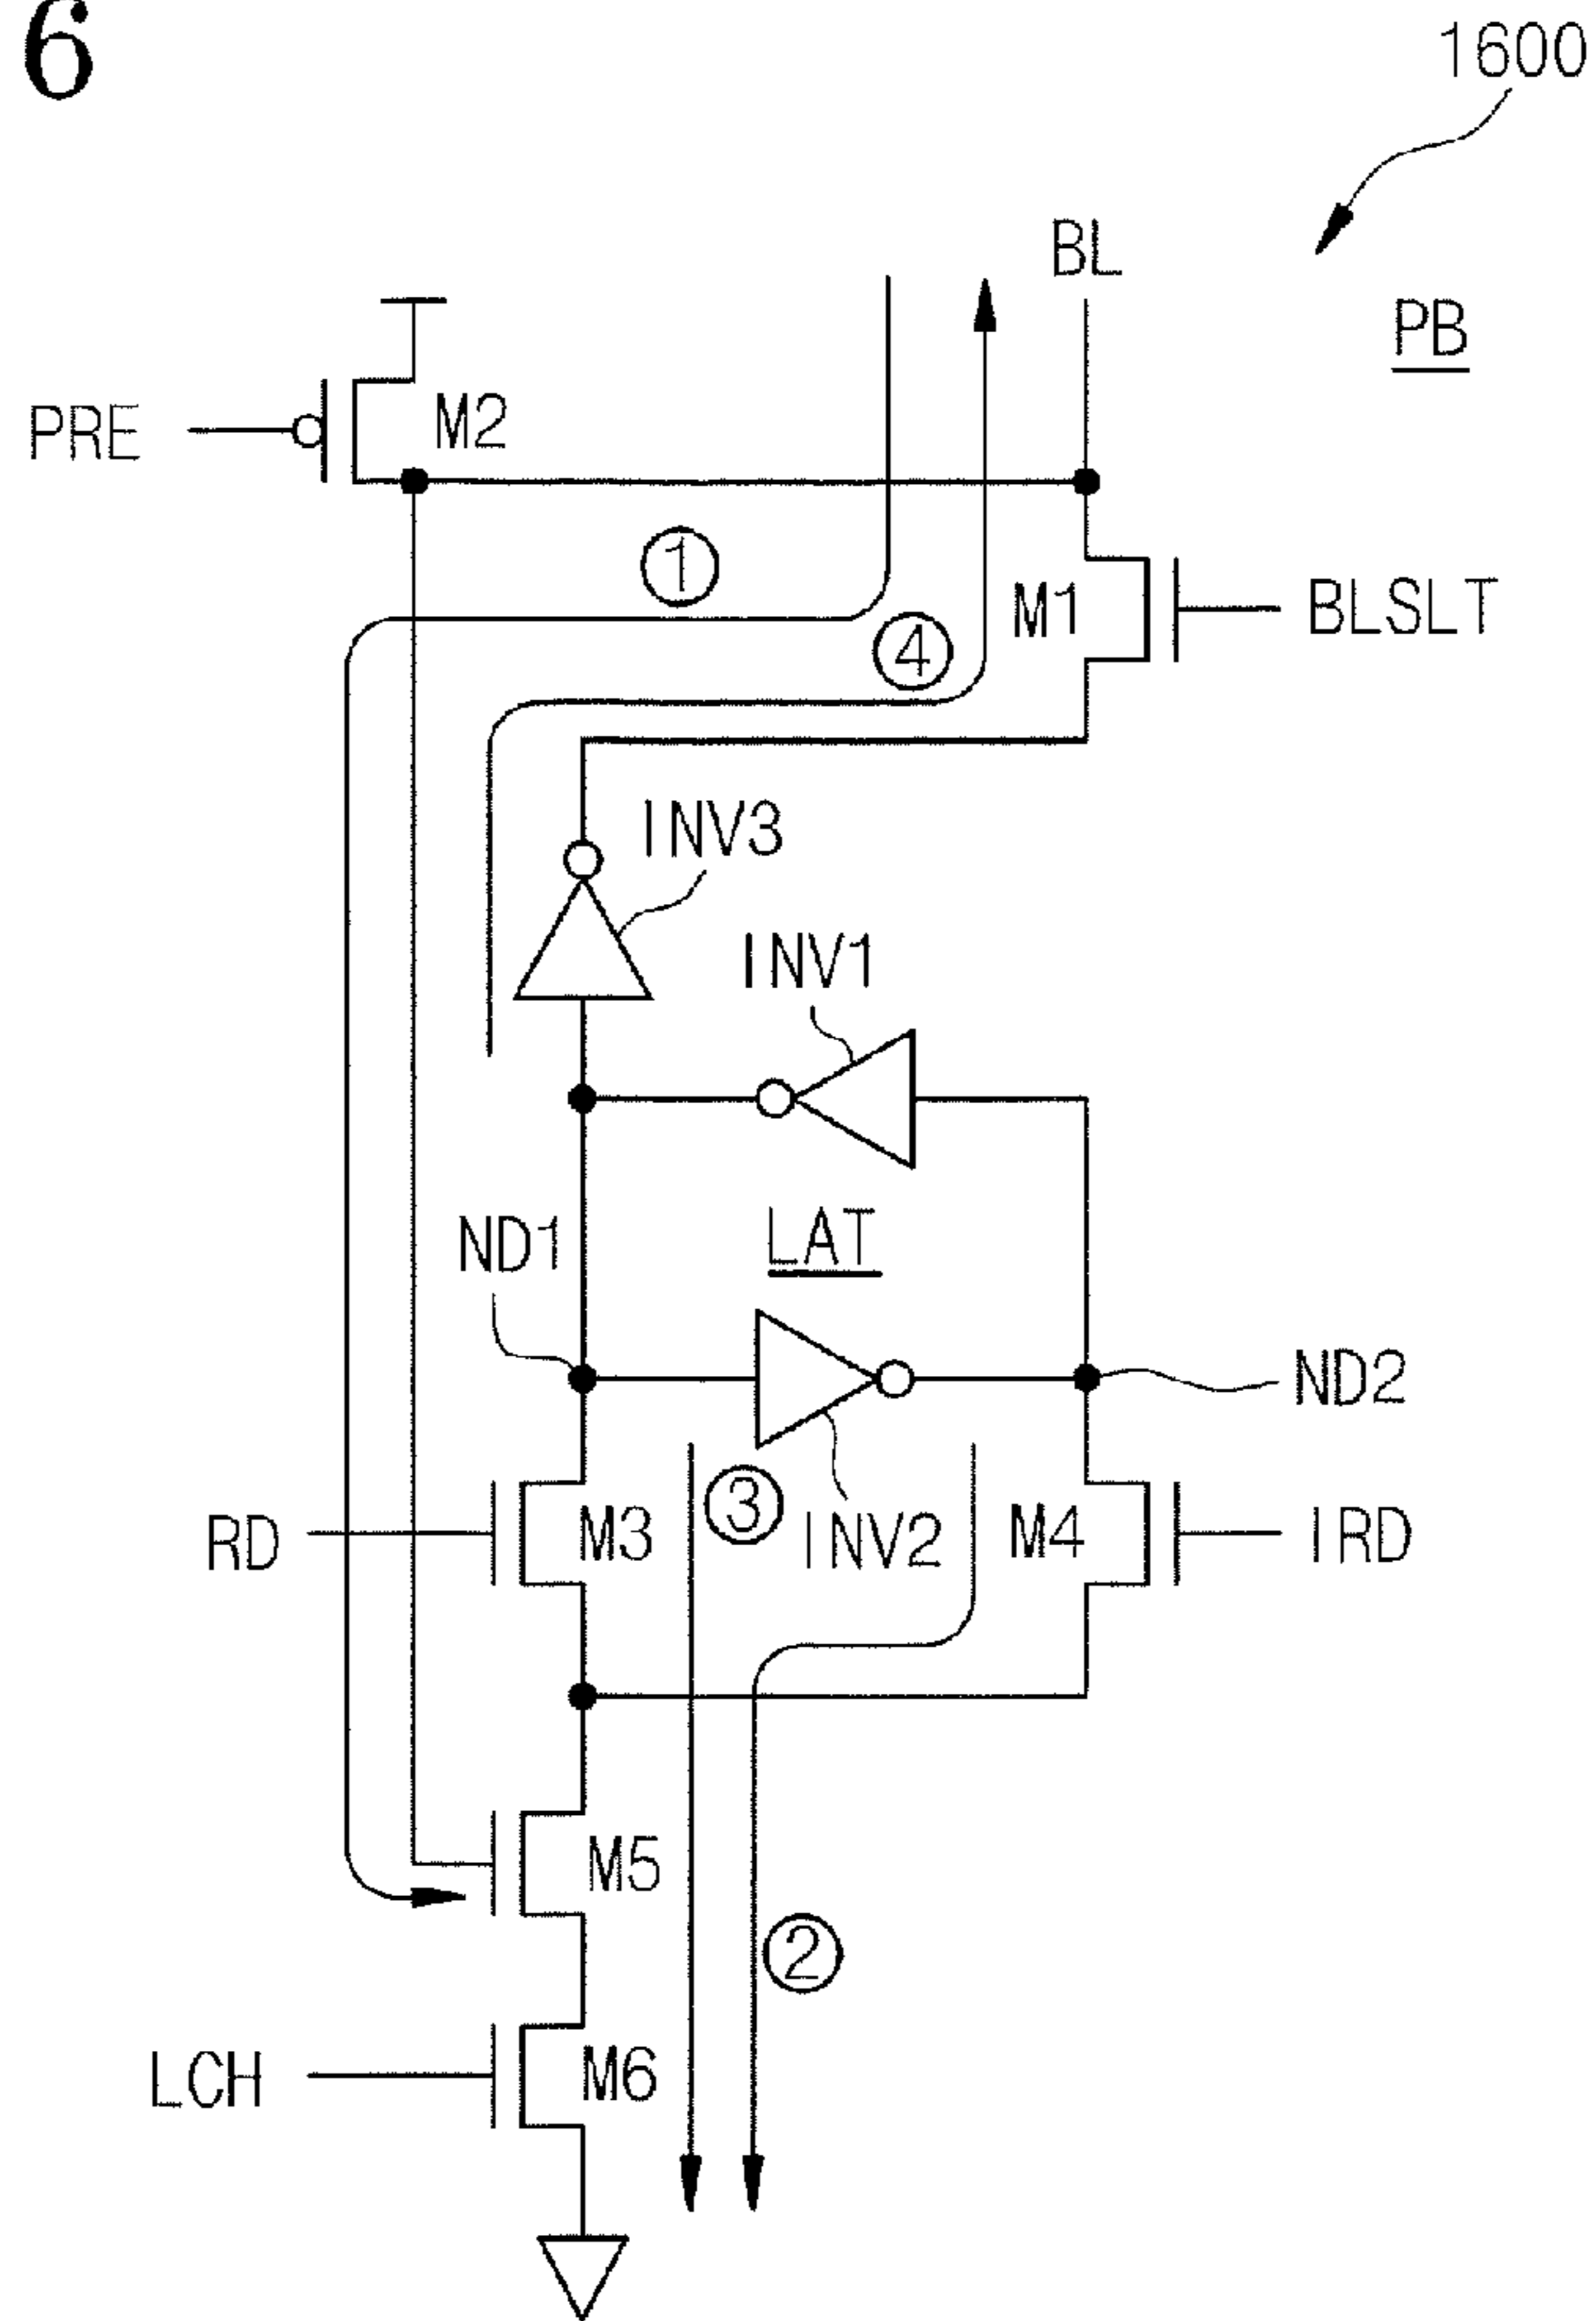 6
1600
BL
PB
PRE
M2
①
M1
BLSLT
④
INV3
INV1
ND1
LAT
ND2
③
RD
M3
INV2
M4
IRD
M5
②
LCH
M6